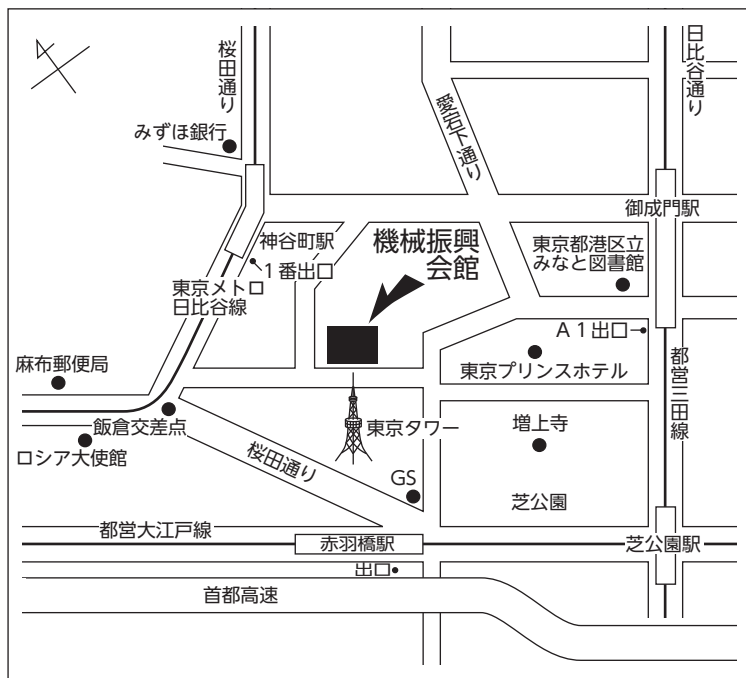 桜田通り
日比谷通り
愛宕下通り
みずほ銀行
御成門駅
神谷町駅
機械振興
会館
東京都港区立
みなと図書館
1番出口
東京メトロ
日比谷線
A1出口
麻布郵便局
東京プリンスホテル
都営三田線
飯倉交差点
東京タワー
増上寺
ロシア大使館
桜田通り
GS
芝公園
都営大江戸線
赤羽橋駅
芝公園駅
出口
首都高速